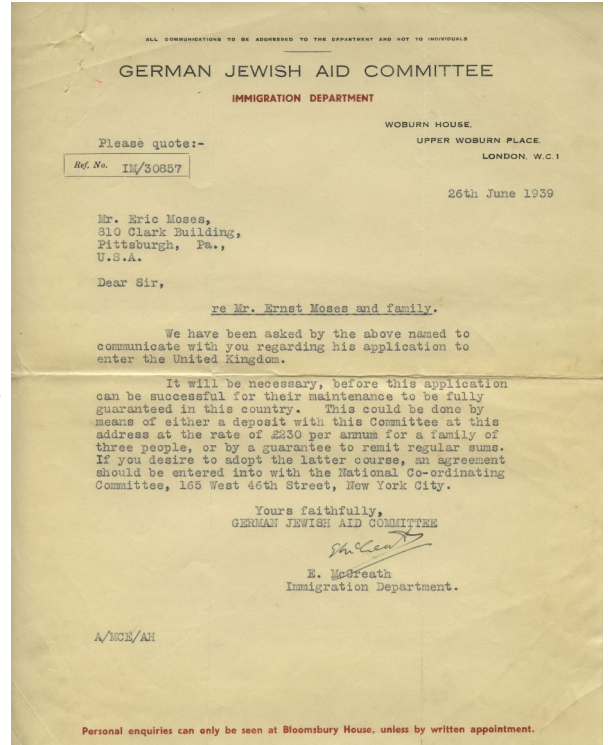 ALL COMMUNICATIONS TO BE ADDRESSED TO THE DEPARTMENT AND NOT TO INDIVIDUALS
GERMAN JEWISH AID COMMITTEE
IMMIGRATION DEPARTMENT
WOBURN HOUSE,
UPPER WOBURN PLACE,
LONDON, W.C.1
Please quote:-
Ref. No. IM/30857
26th June 1939
Mr. Eric Moses,
810 Clark Building,
Pittsburgh, Pa.,
U.S.A.
Dear Sir,
re Mr. Ernst Moses and family.
We have been asked by the above named to
communicate with you regarding his application to
enter the United Kingdom.
It will be necessary, before this application
can be successful for their maintenance to be fully
guaranteed in this country. This could be done by
means of either a deposit with this Committee at this
address at the rate of £230 per annum for a family of
three people, or by a guarantee to remit regular sums.
If you desire to adopt the latter course, an agreement
should be entered into with the National Co-ordinating
Committee, 165 West 46th Street, New York City.
Yours faithfully,
GERMAN JEWISH AID COMMITTEE
E. McGreath
Immigration Department.
A/MCE/AH
Personal enquiries can only be seen at Bloomsbury House, unless by written appointment.